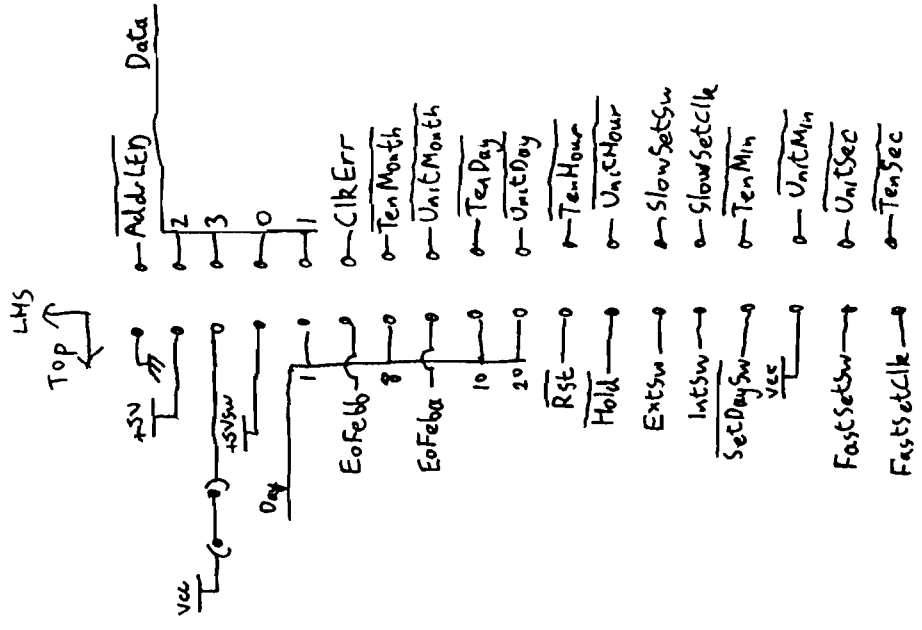 LHS
TOP
AddrLED
Data
+5V
2
Vcc
3
+5VSW
0
Day
1
1
EoFebb
ClkErr
8
TenMonth
EoFeba
UnitMonth
10
TenDay
20
UnitDay
Rst
TenHour
Hold
UnitHour
ExtSw
SlowSetSw
IntSw
SlowSetClk
SetDaySw
TenMin
Vcc
UnitMin
FastSetSw
UnitSec
FastSetClk
TenSec